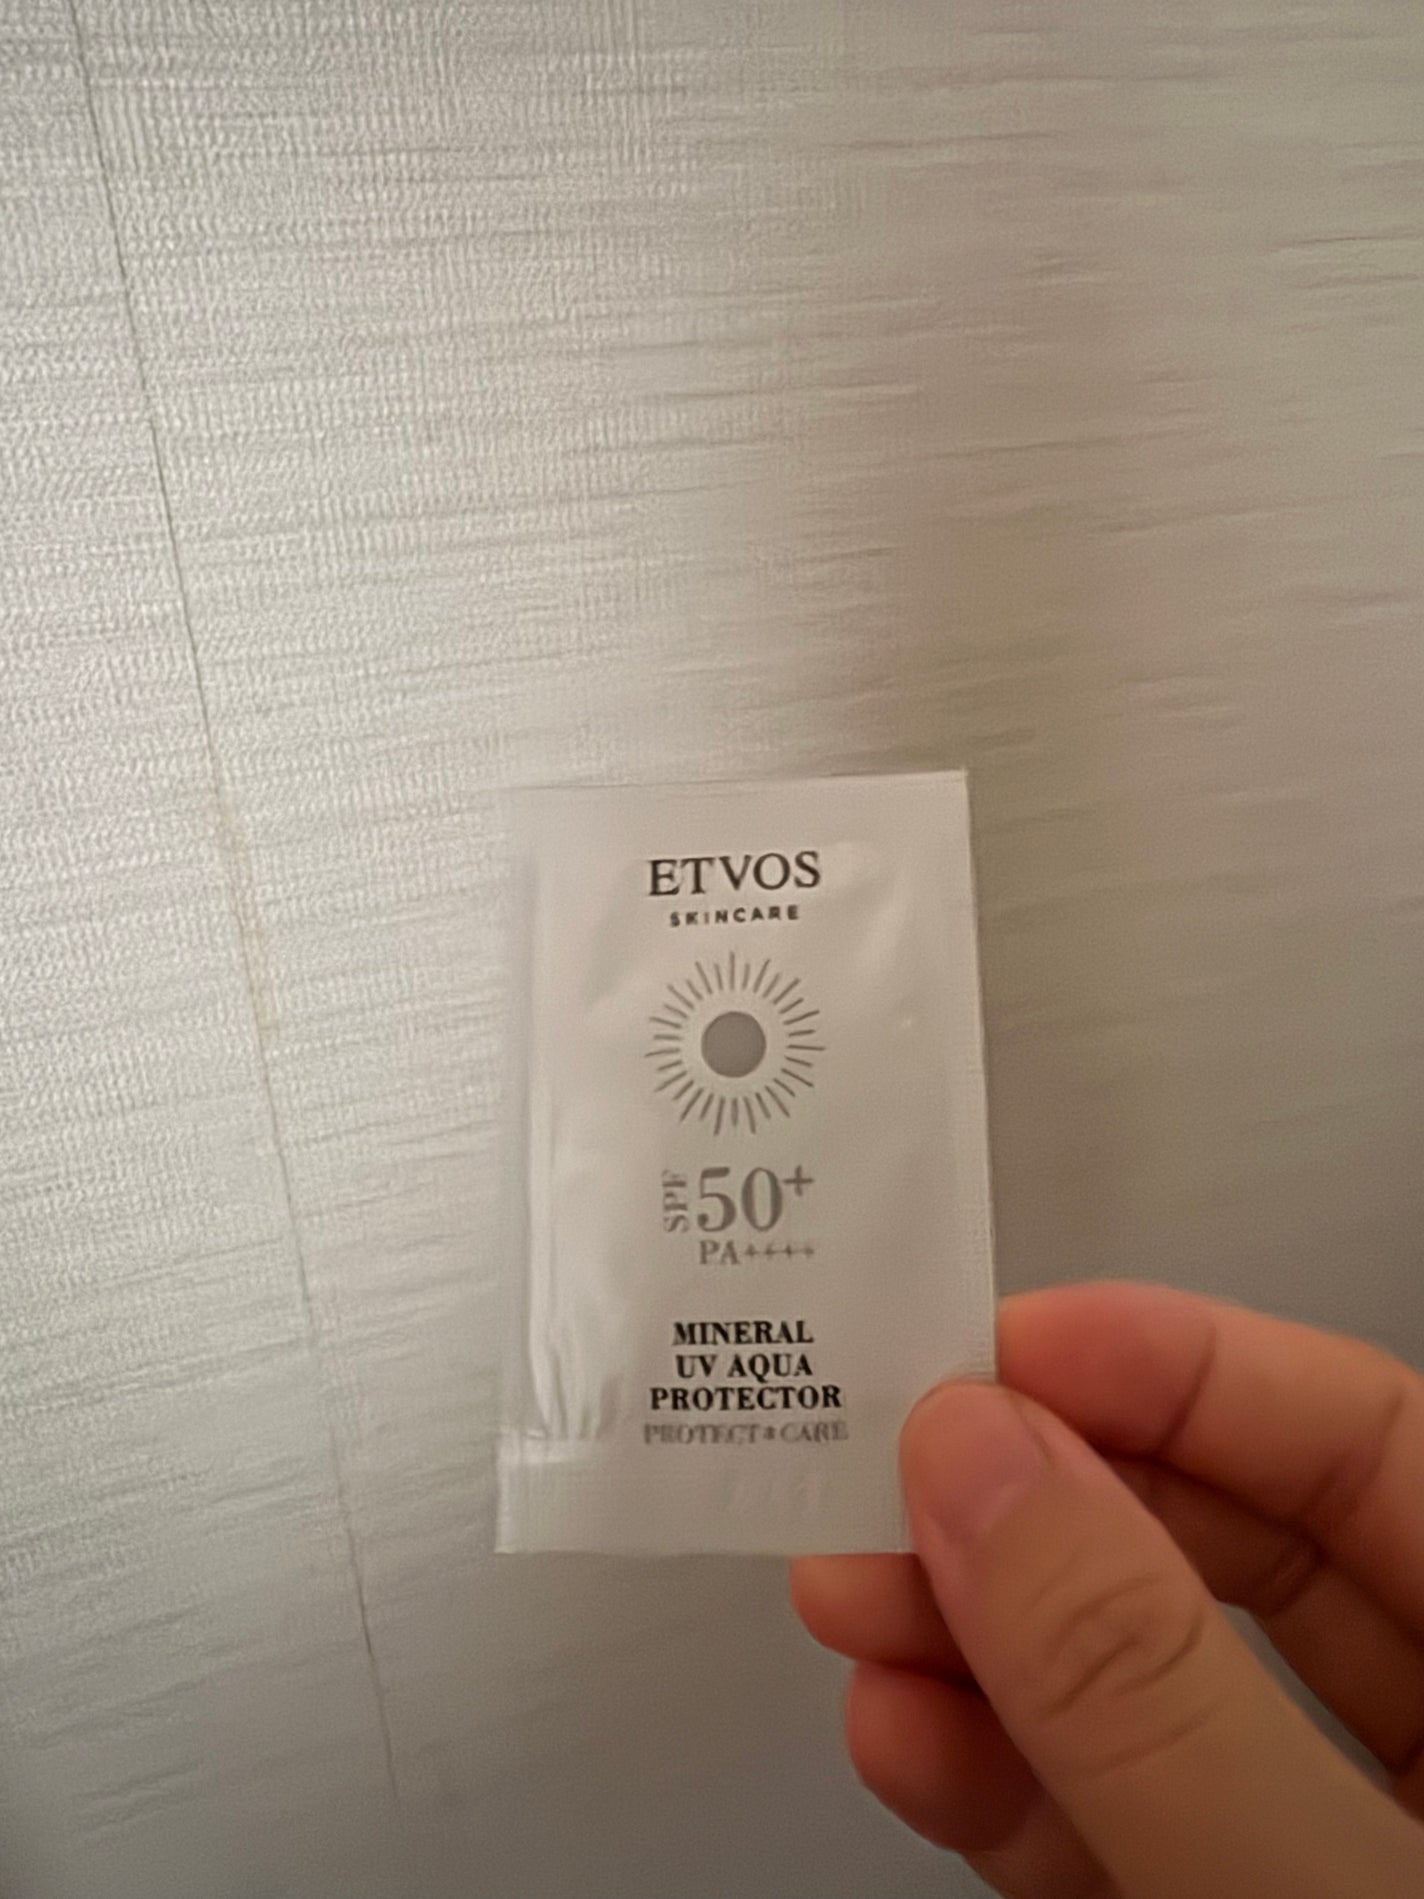 ETVOS
SKINCARE
SPF 50+
PA++++
MINERAL
UV AQUA
PROTECTOR
PROTECT & CARE